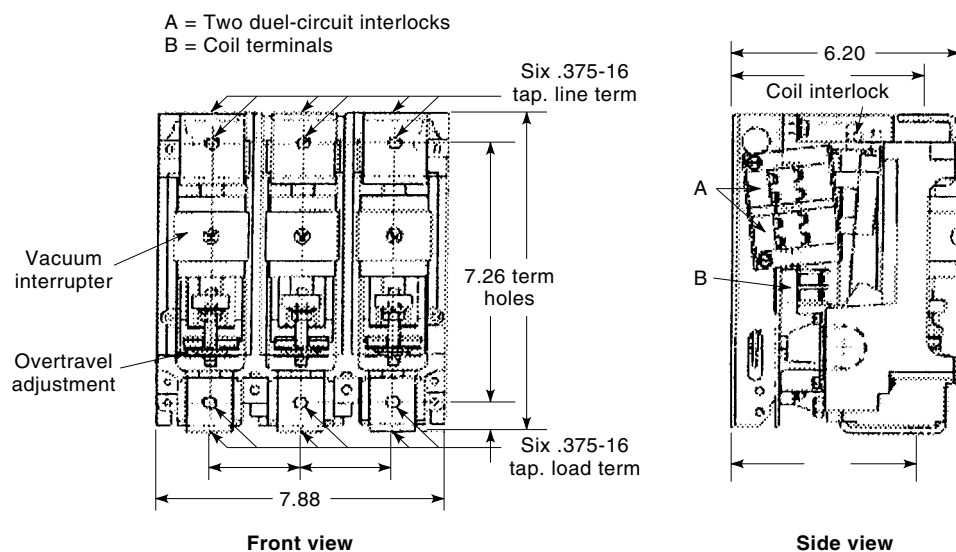 A = Two duel-circuit interlocks
B = Coil terminals
Six .375-16
tap. line term
Vacuum
interrupter
Overtravel
adjustment
7.26 term
holes
Six .375-16
tap. load term
7.88
Front view
6.20
Coil interlock
A
B
Side view